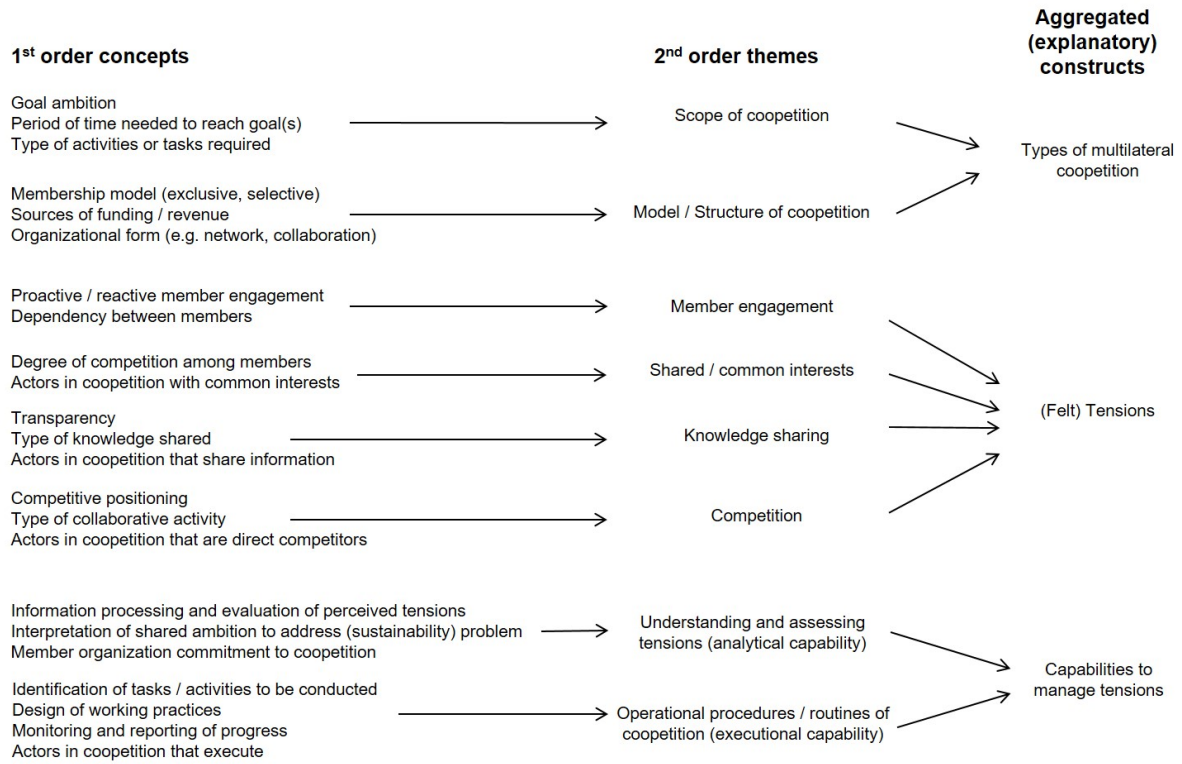 1st order concepts
2nd order themes
Aggregated
(explanatory)
constructs
Goal ambition
Period of time needed to reach goal(s)
Type of activities or tasks required
Scope of coopetition
Types of multilateral
coopetition
Membership model (exclusive, selective)
Sources of funding / revenue
Organizational form (e.g. network, collaboration)
Model / Structure of coopetition
Proactive / reactive member engagement
Dependency between members
Member engagement
Degree of competition among members
Actors in coopetition with common interests
Shared / common interests
(Felt) Tensions
Transparency
Type of knowledge shared
Actors in coopetition that share information
Knowledge sharing
Competitive positioning
Type of collaborative activity
Actors in coopetition that are direct competitors
Competition
Information processing and evaluation of perceived tensions
Interpretation of shared ambition to address (sustainability) problem
Member organization commitment to coopetition
Understanding and assessing
tensions (analytical capability)
Capabilities to
manage tensions
Identification of tasks / activities to be conducted
Design of working practices
Monitoring and reporting of progress
Actors in coopetition that execute
Operational procedures / routines of
coopetition (executional capability)